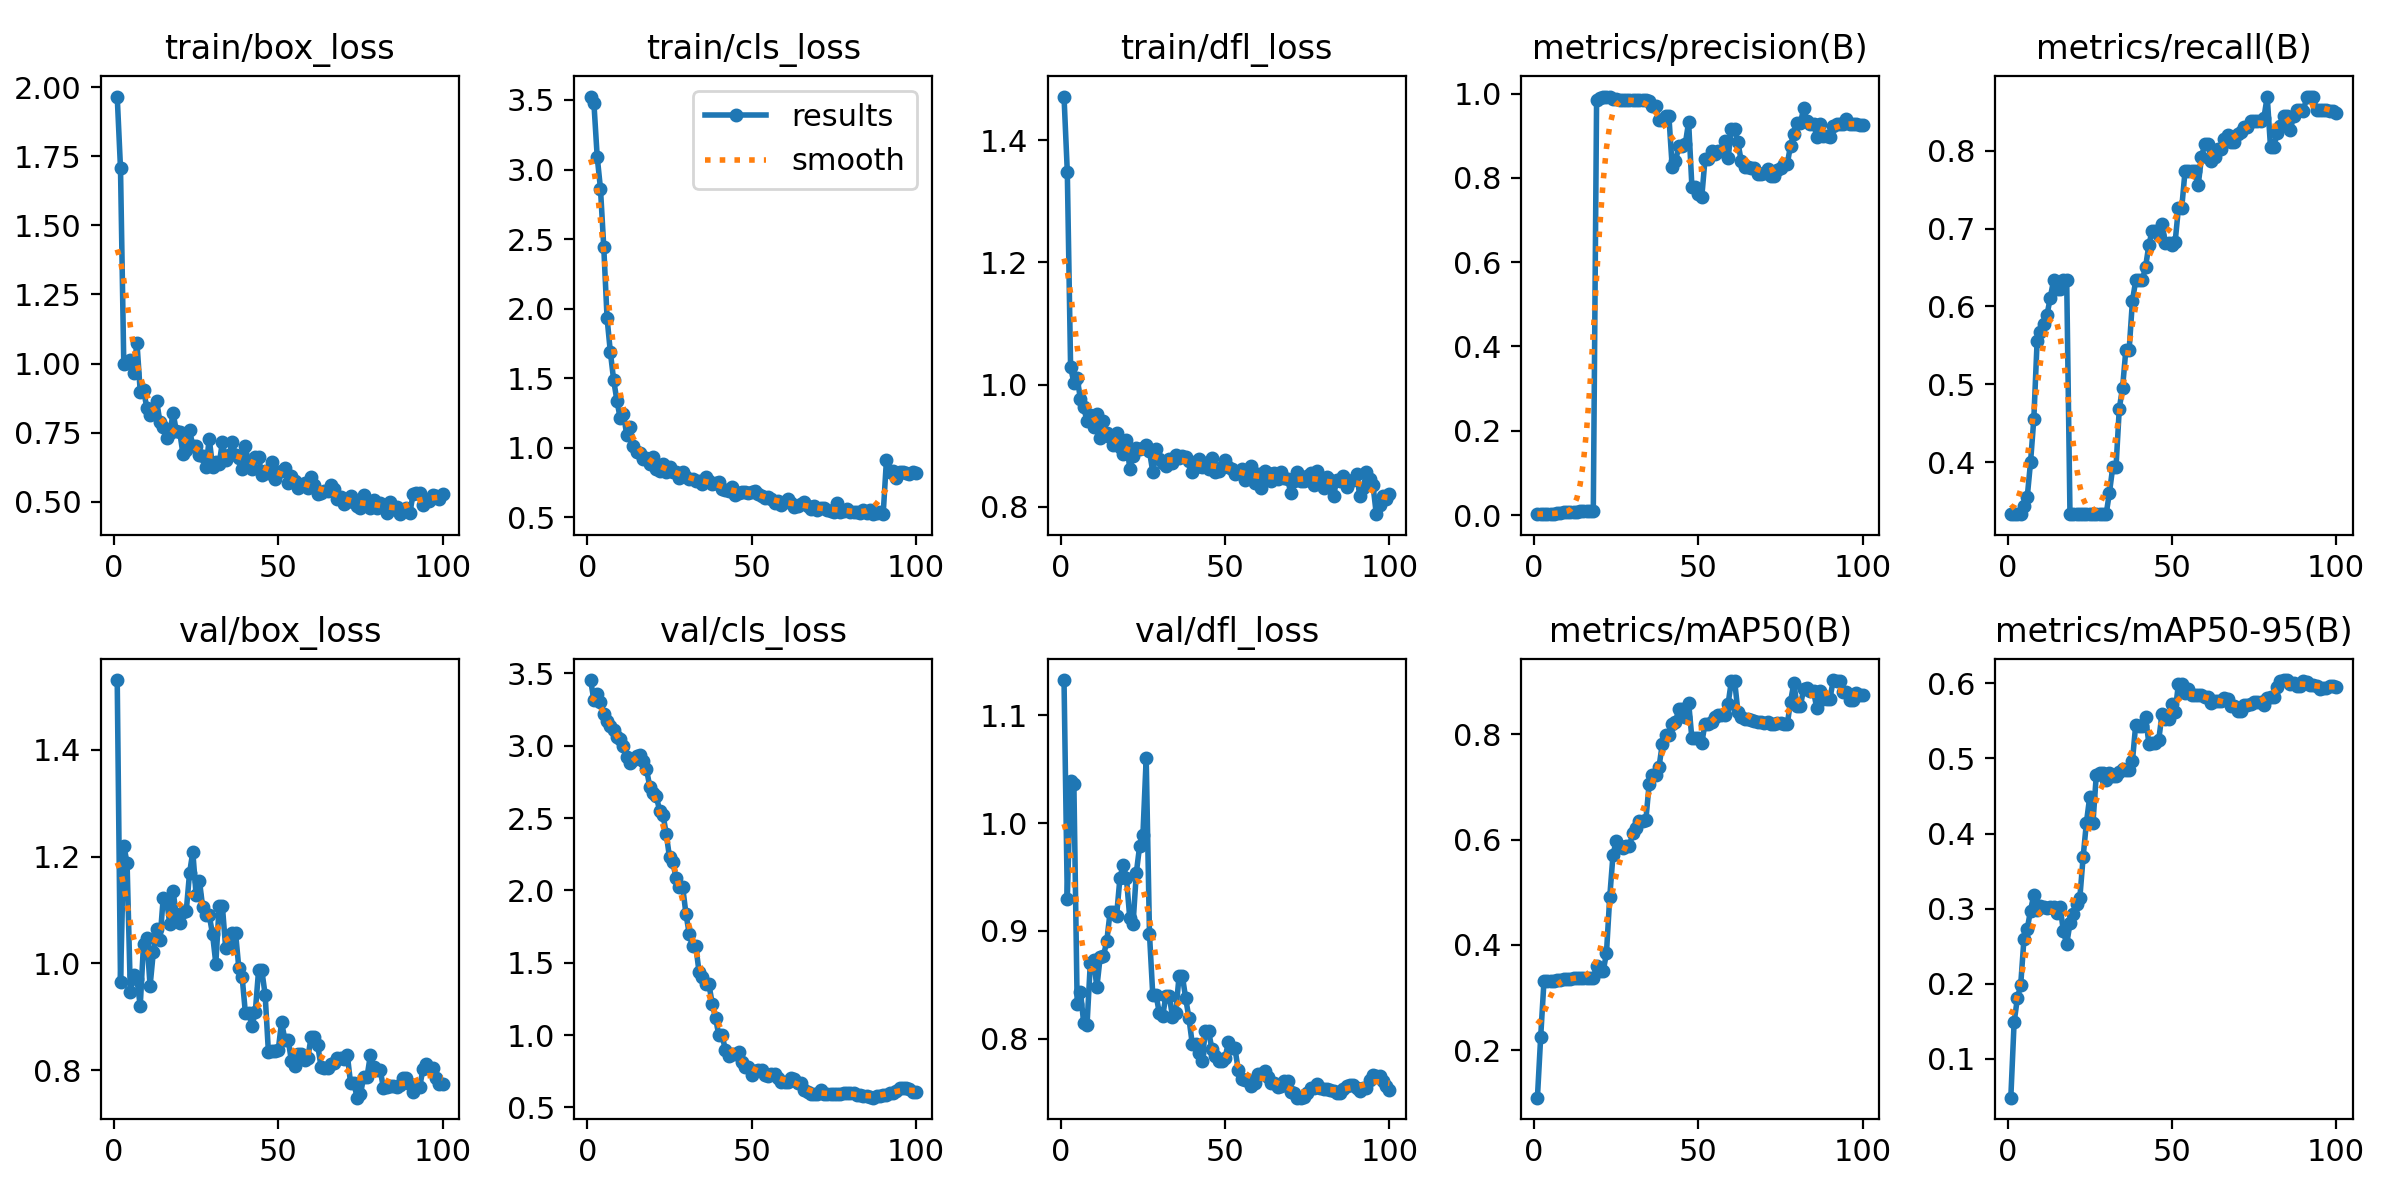 train/box_loss
2.00
1.75
1.50
1.25
1.00
0.75
0.50
0 50 100
train/cls_loss
results
smooth
3.5
3.0
2.5
2.0
1.5
1.0
0.5
0 50 100
train/dfl_loss
1.4
1.2
1.0
0.8
0 50 100
metrics/precision(B)
1.0
0.8
0.6
0.4
0.2
0.0
0 50 100
metrics/recall(B)
0.8
0.7
0.6
0.5
0.4
0 50 100
val/box_loss
1.4
1.2
1.0
0.8
0 50 100
val/cls_loss
3.5
3.0
2.5
2.0
1.5
1.0
0.5
0 50 100
val/dfl_loss
1.1
1.0
0.9
0.8
0 50 100
metrics/mAP50(B)
0.8
0.6
0.4
0.2
0 50 100
metrics/mAP50-95(B)
0.6
0.5
0.4
0.3
0.2
0.1
0 50 100